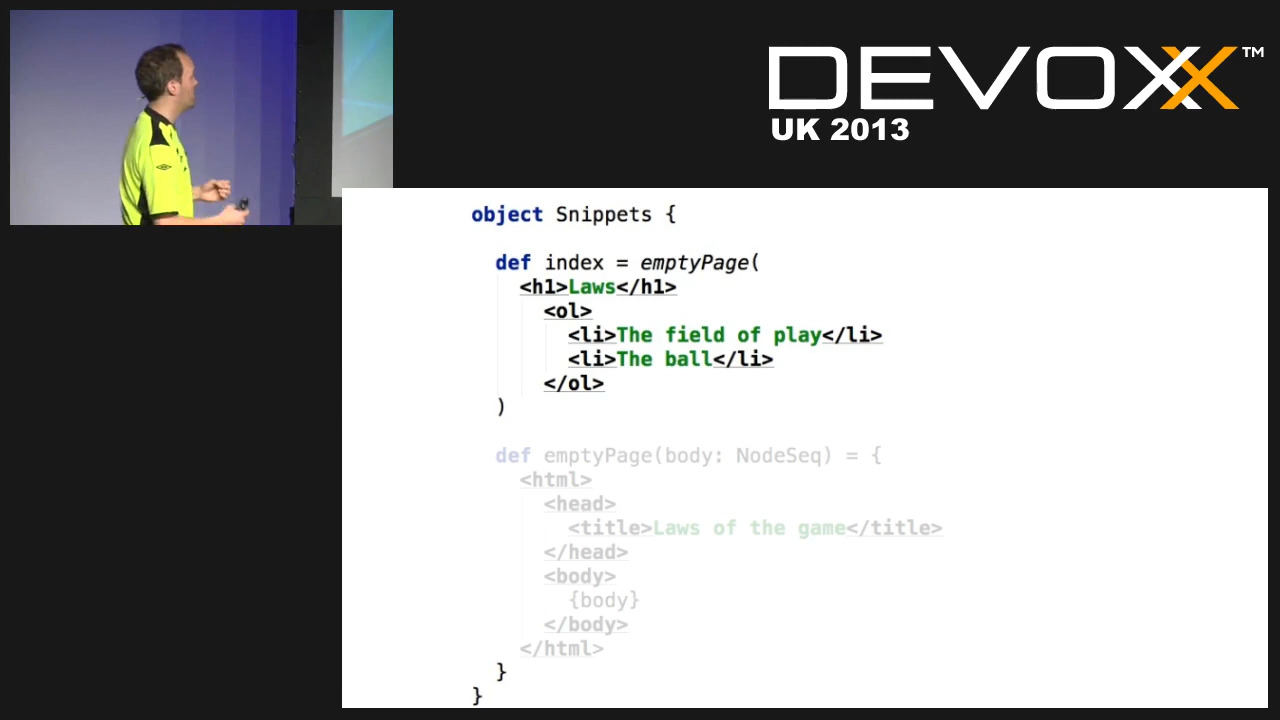 DEVOXX™
UK 2013
object Snippets {
def index = emptyPage(
<h1>Laws</h1>
<ol>
<li>The field of play</li>
<li>The ball</li>
</ol>
)
def emptyPage(body: NodeSeq) = {
<html>
<head>
<title>Laws of the game</title>
</head>
<body>
{body}
</body>
</html>
}
}